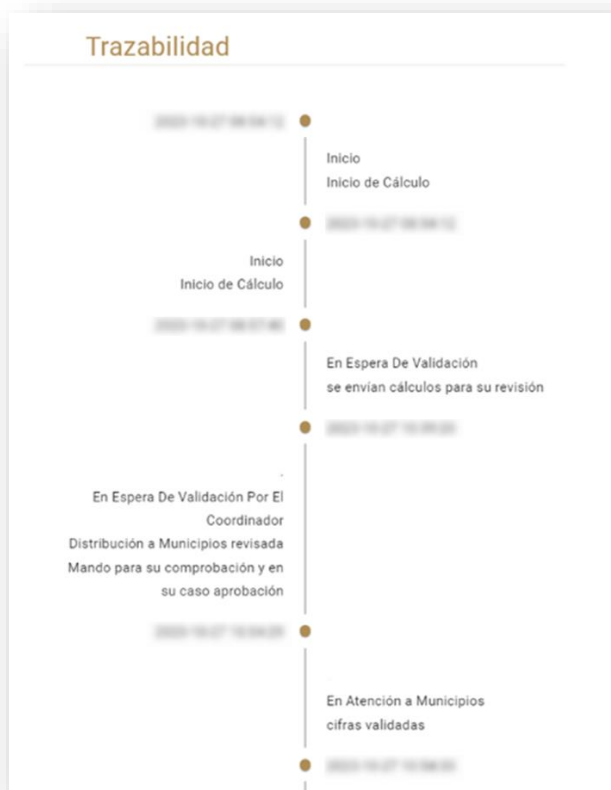 Trazabilidad
Inicio
Inicio de Cálculo
Inicio
Inicio de Cálculo
En Espera De Validación
se envían cálculos para su revisión
En Espera De Validación Por El
Coordinador
Distribución a Municipios revisada
Mando para su comprobación y en
su caso aprobación
En Atención a Municipios
cifras validadas